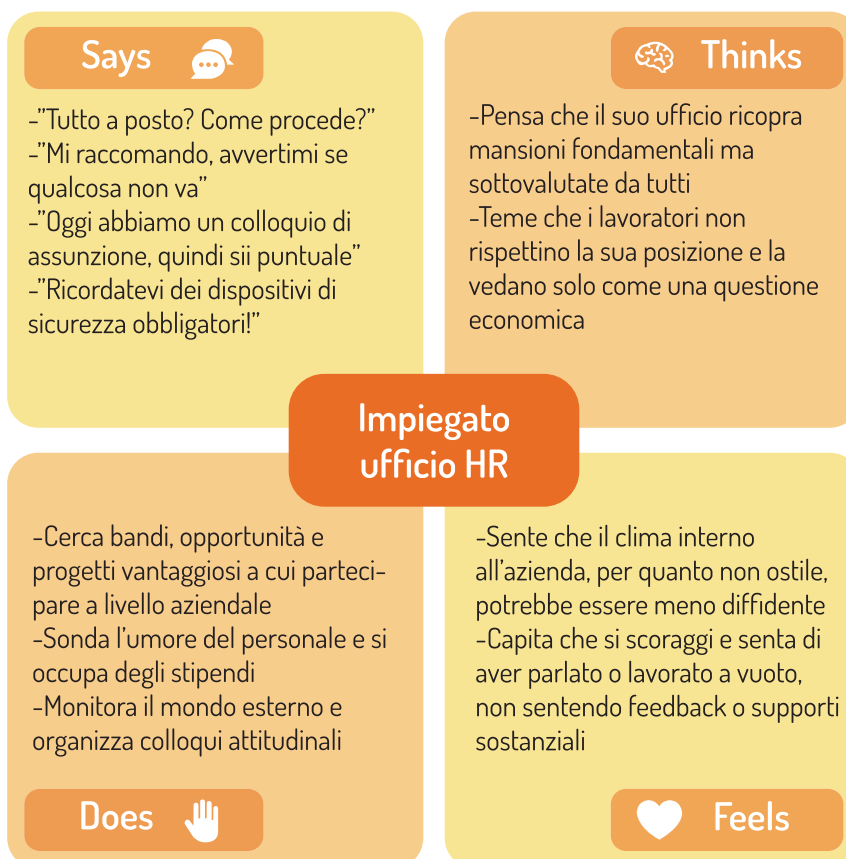 Says
-”Tutto a posto? Come procede?”
-”Mi raccomando, avvertimi se
qualcosa non va”
-”Oggi abbiamo un colloquio di
assunzione, quindi sii puntuale”
-”Ricordatevi dei dispositivi di
sicurezza obbligatori!”
Thinks
-Pensa che il suo ufficio ricopra
mansioni fondamentali ma
sottovalutate da tutti
-Teme che i lavoratori non
rispettino la sua posizione e la
vedano solo come una questione
economica
Impiegato
ufficio HR
-Cerca bandi, opportunità e
progetti vantaggiosi a cui parteci-
pare a livello aziendale
-Sonda l’umore del personale e si
occupa degli stipendi
-Monitora il mondo esterno e
organizza colloqui attitudinali
Does
-Sente che il clima interno
all’azienda, per quanto non ostile,
potrebbe essere meno diffidente
-Capita che si scoraggi e senta di
aver parlato o lavorato a vuoto,
non sentendo feedback o supporti
sostanziali
Feels